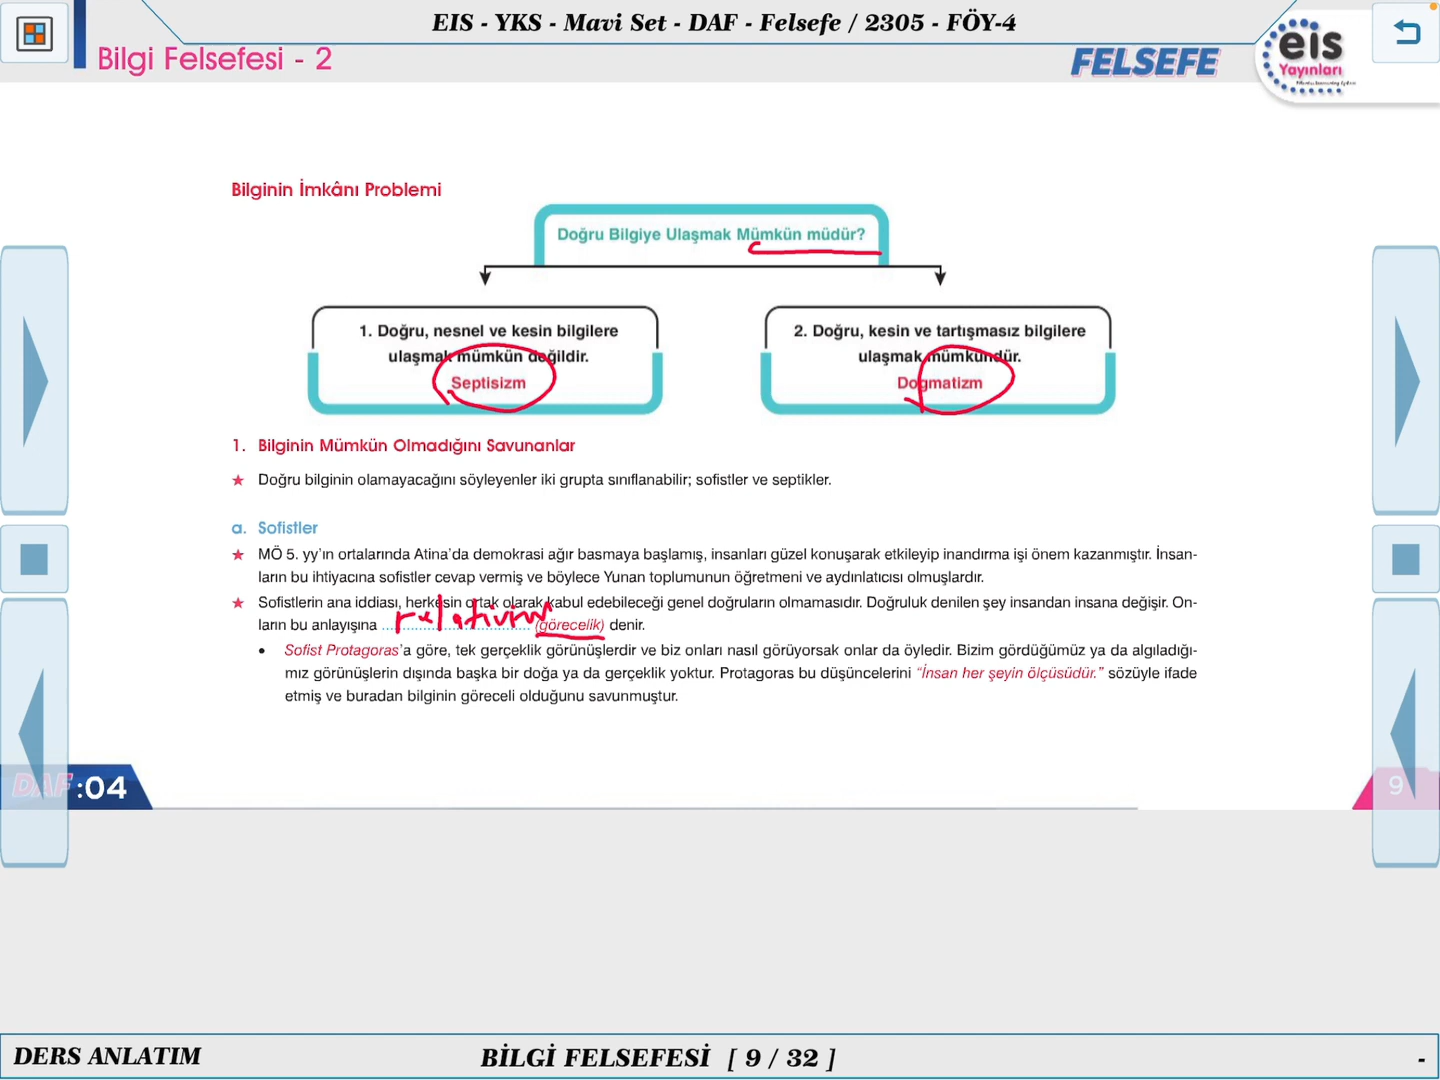 EIS - YKS - Mavi Set - DAF - Felsefe / 2305 - FÖY-4
Bilgi Felsefesi - 2
FELSEFE
eis
Yayınları
Bilginin İmkânı Problemi
Doğru Bilgiye Ulaşmak Mümkün müdür?
1. Doğru, nesnel ve kesin bilgilere
ulaşmak mümkün değildir.
Septisizm
2. Doğru, kesin ve tartışmasız bilgilere
ulaşmak mümkündür.
Dogmatizm
1. Bilginin Mümkün Olmadığını Savunanlar
★ Doğru bilginin olamayacağını söyleyenler iki grupta sınıflanabilir; sofistler ve septikler.
a. Sofistler
★ MÖ 5. yy'ın ortalarında Atina'da demokrasi ağır basmaya başlamış, insanları güzel konuşarak etkileyip inandırma işi önem kazanmıştır. İnsan-
ların bu ihtiyacına sofistler cevap vermiş ve böylece Yunan toplumunun öğretmeni ve aydınlatıcısı olmuşlardır.
★ Sofistlerin ana iddiası, herkesin ortak olarak kabul edebileceği genel doğruların olmamasıdır. Doğruluk denilen şey insandan insana değişir. On-
ların bu anlayışına (görecelik) denir.
• Sofist Protagoras'a göre, tek gerçeklik görünüşlerdir ve biz onları nasıl görüyorsak onlar da öyledir. Bizim gördüğümüz ya da algıladığı-
mız görünüşlerin dışında başka bir doğa ya da gerçeklik yoktur. Protagoras bu düşüncelerini “İnsan her şeyin ölçüsüdür.” sözüyle ifade
etmiş ve buradan bilginin göreceli olduğunu savunmuştur.
DAF :04
9
DERS ANLATIM
BİLGİ FELSEFESİ [ 9 / 32 ]
-